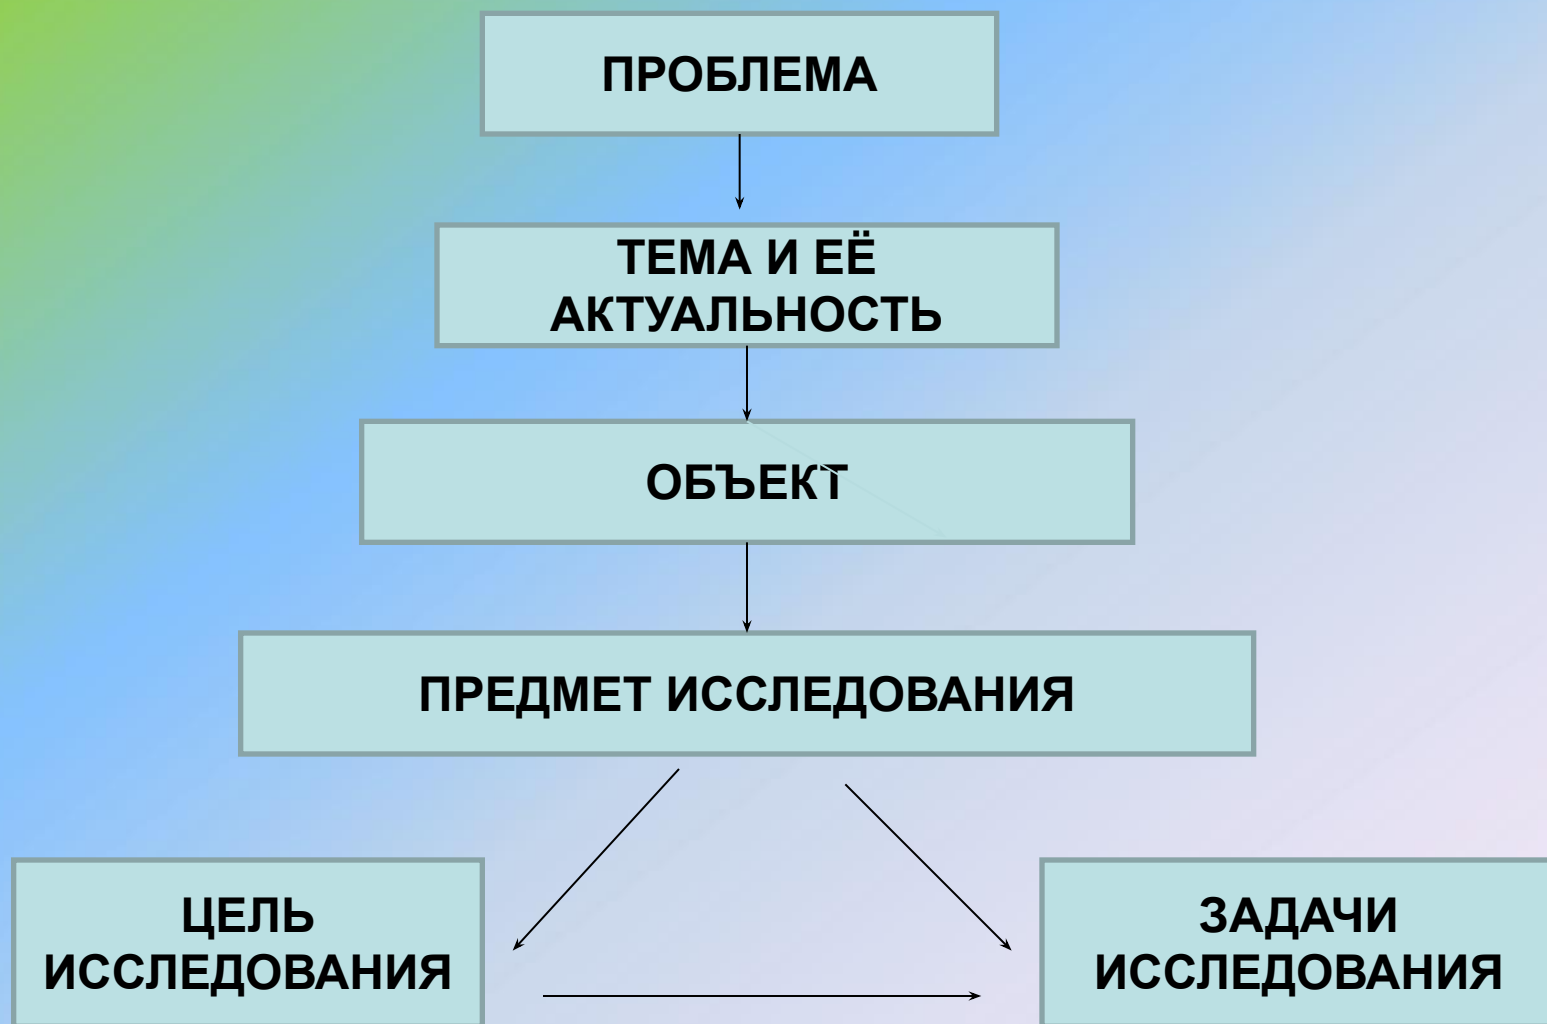 ПРОБЛЕМА
ТЕМА И ЕЁ
АКТУАЛЬНОСТЬ
ОБЪЕКТ
ПРЕДМЕТ ИССЛЕДОВАНИЯ
ЦЕЛЬ
ИССЛЕДОВАНИЯ
ЗАДАЧИ
ИССЛЕДОВАНИЯ